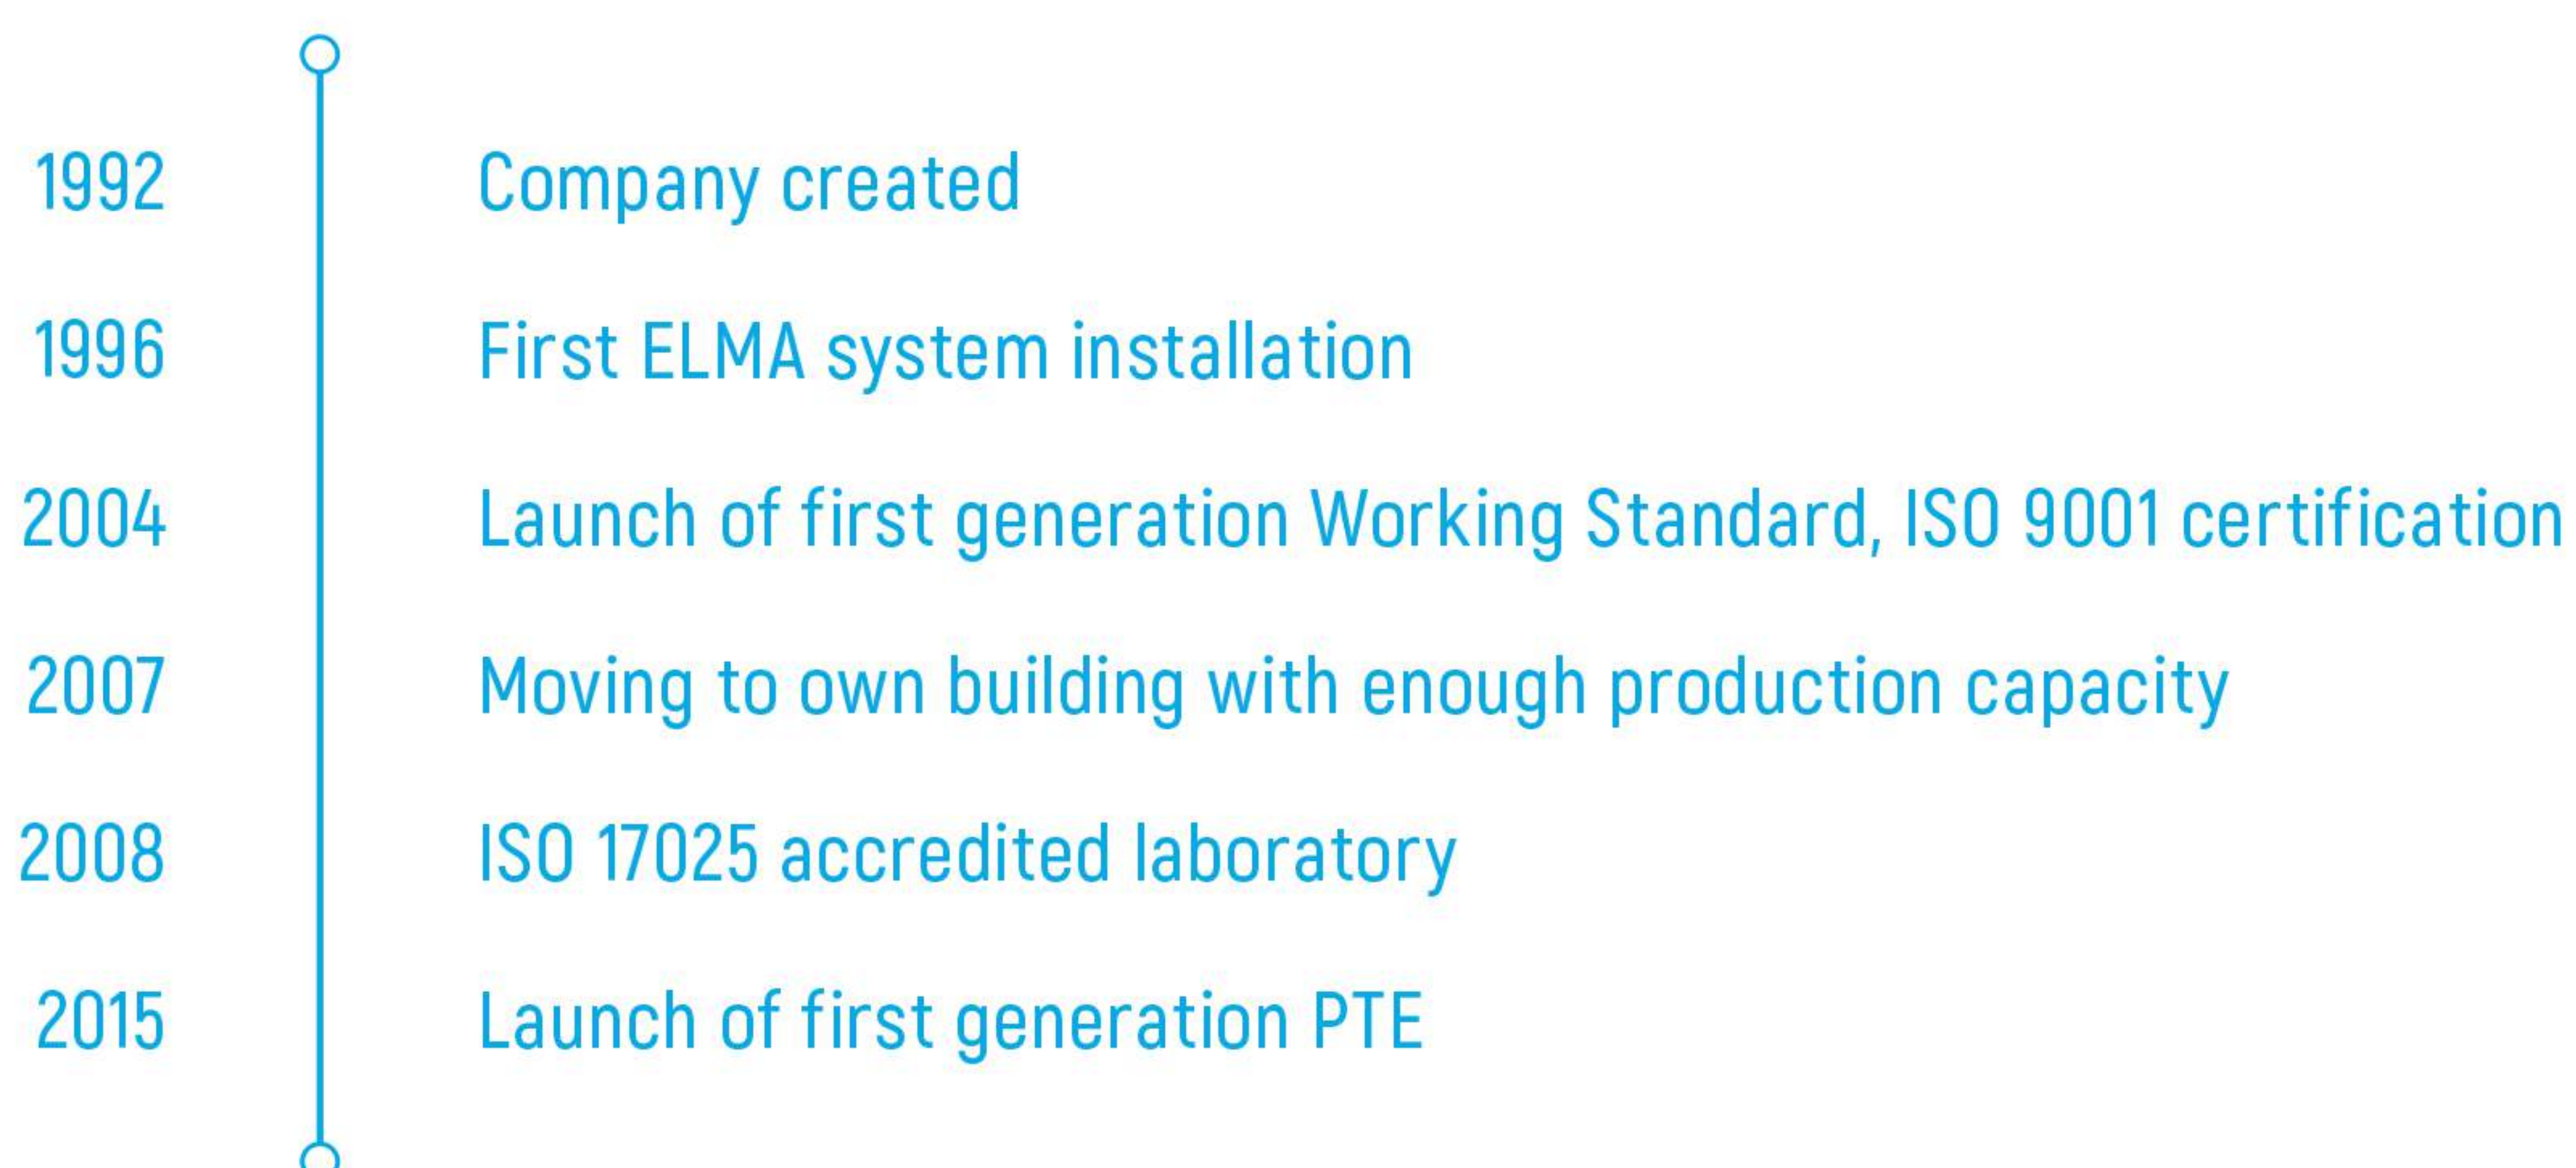 1992 Company created
1996 First ELMA system installation
2004 Launch of first generation Working Standard, ISO 9001 certification
2007 Moving to own building with enough production capacity
2008 ISO 17025 accredited laboratory
2015 Launch of first generation PTE